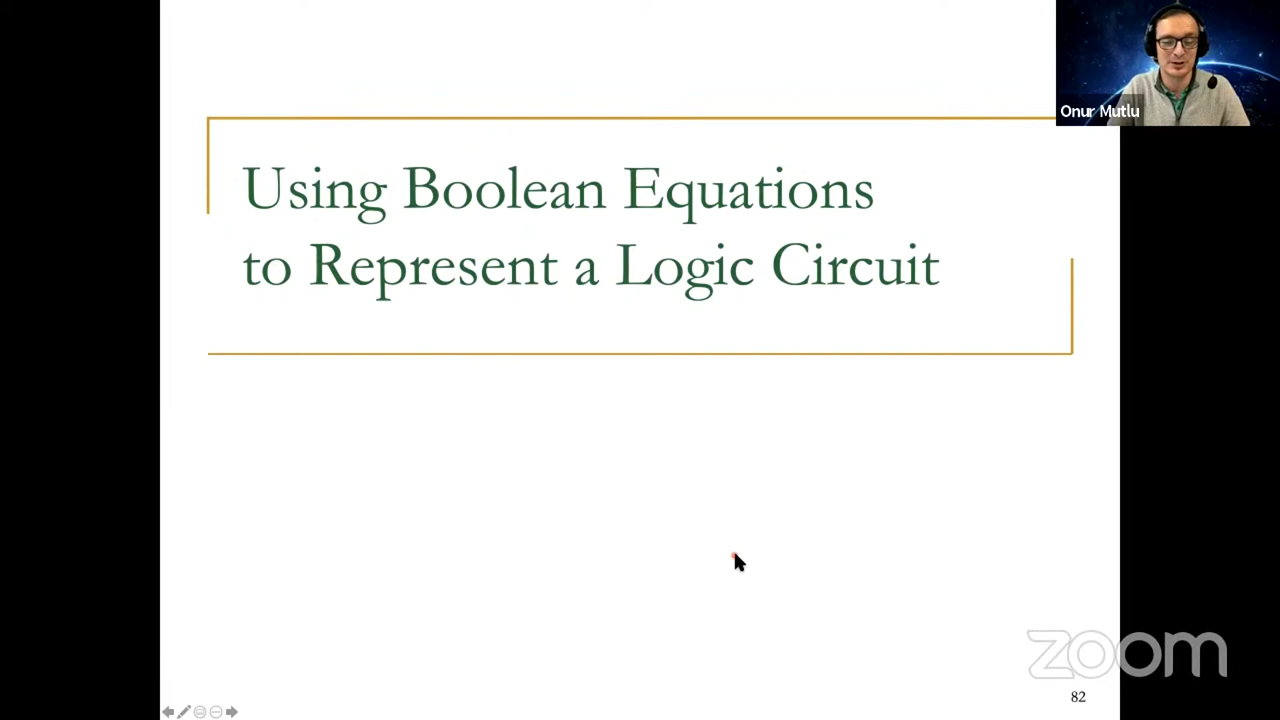 Onur Mutlu
Using Boolean Equations
to Represent a Logic Circuit
zoom
82